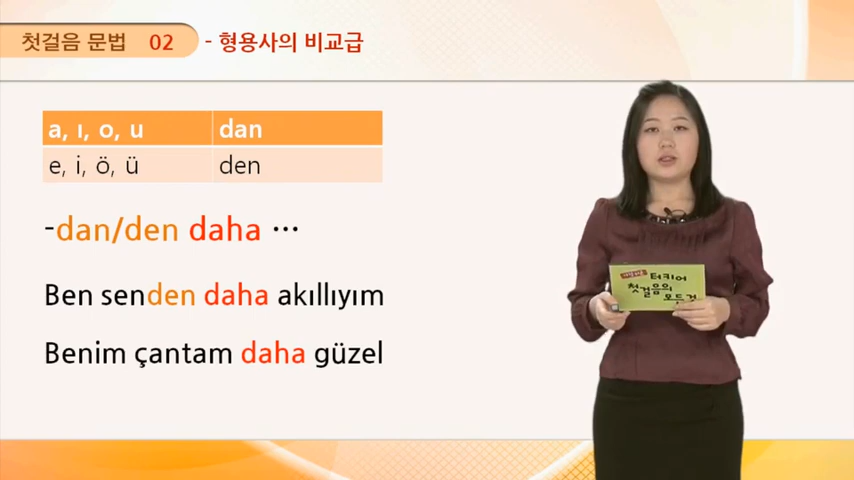 첫걸음 문법 02 - 형용사의 비교급
a, ı, o, u dan
e, i, ö, ü den
-dan/den daha ···
Ben senden daha akıllıyım
Benim çantam daha güzel
터키어
첫걸음의
모든것